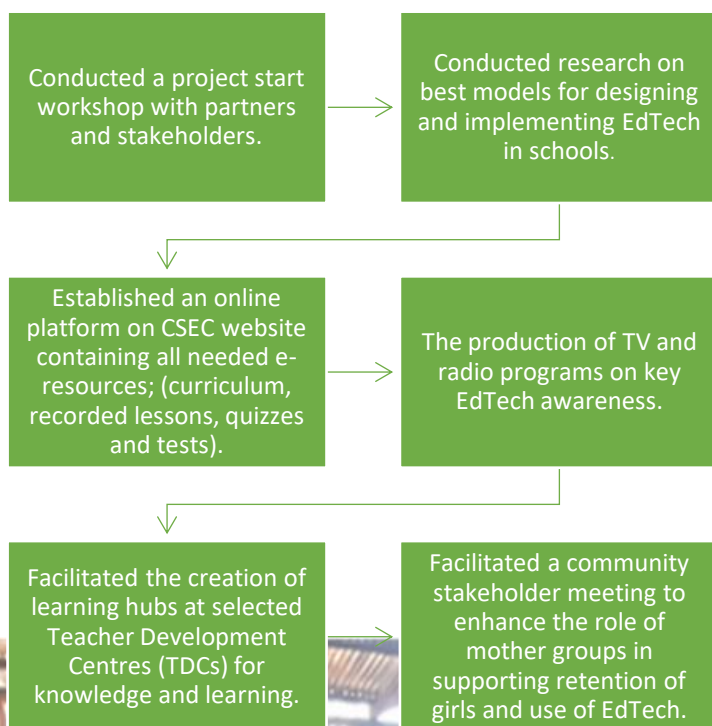 Conducted a project start
workshop with partners
and stakeholders.
Conducted research on
best models for designing
and implementing EdTech
in schools.
Established an online
platform on CSEC website
containing all needed e-
resources; (curriculum,
recorded lessons, quizzes
and tests).
The production of TV and
radio programs on key
EdTech awareness.
Facilitated the creation of
learning hubs at selected
Teacher Development
Centres (TDCs) for
knowledge and learning.
Facilitated a community
stakeholder meeting to
enhance the role of
mother groups in
supporting retention of
girls and use of EdTech.